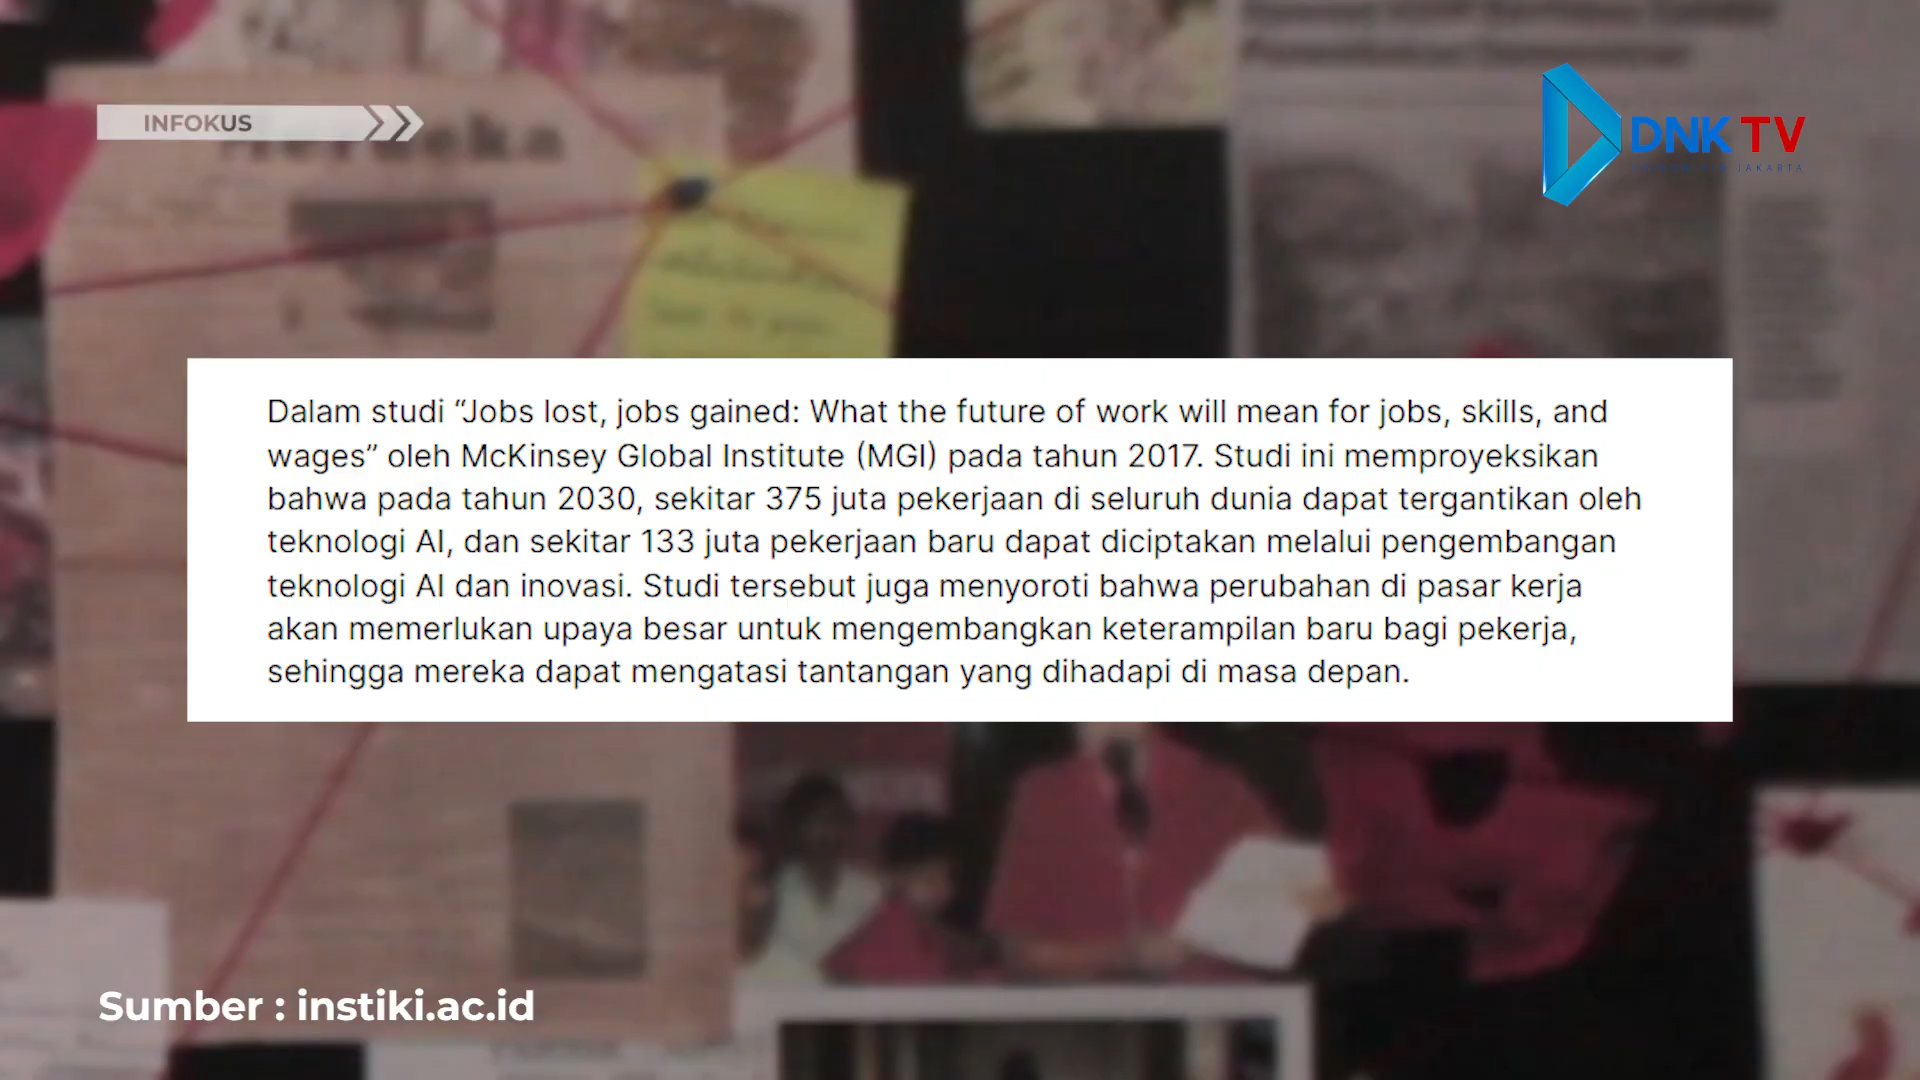 INFOKUS
DNK TV
Dalam studi “Jobs lost, jobs gained: What the future of work will mean for jobs, skills, and
wages” oleh McKinsey Global Institute (MGI) pada tahun 2017. Studi ini memproyeksikan
bahwa pada tahun 2030, sekitar 375 juta pekerjaan di seluruh dunia dapat tergantikan oleh
teknologi AI, dan sekitar 133 juta pekerjaan baru dapat diciptakan melalui pengembangan
teknologi AI dan inovasi. Studi tersebut juga menyoroti bahwa perubahan di pasar kerja
akan memerlukan upaya besar untuk mengembangkan keterampilan baru bagi pekerja,
sehingga mereka dapat mengatasi tantangan yang dihadapi di masa depan.
Sumber : instiki.ac.id